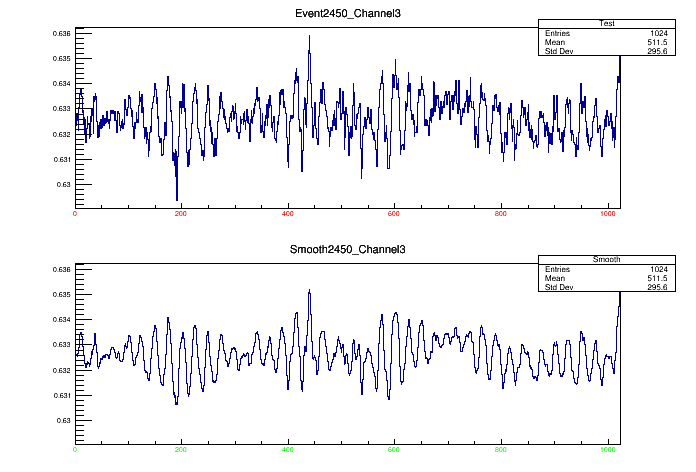 Event2450_Channel3
Test
Entries 1024
Mean 511.5
Std Dev 295.6
0.636
0.635
0.634
0.633
0.632
0.631
0.63
0 200 400 600 800 1000
Smooth2450_Channel3
Smooth
Entries 1024
Mean 511.5
Std Dev 295.6
0.636
0.635
0.634
0.633
0.632
0.631
0.63
0 200 400 600 800 1000